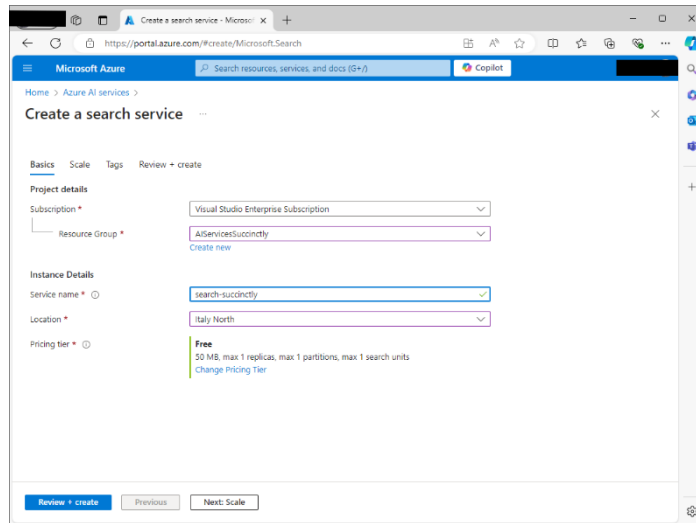 Create a search service - Microsof
https://portal.azure.com/#create/Microsoft.Search
Microsoft Azure
Search resources, services, and docs (G+/)
Copilot
Home > Azure AI services >
Create a search service ...
Basics Scale Tags Review + create
Project details
Subscription *
Visual Studio Enterprise Subscription
Resource Group *
AIServicesSuccinctly
Create new
Instance Details
Service name *
search-succinctly
Location *
Italy North
Pricing tier *
Free
50 MB, max 1 replicas, max 1 partitions, max 1 search units
Change Pricing Tier
Review + create
Previous
Next: Scale